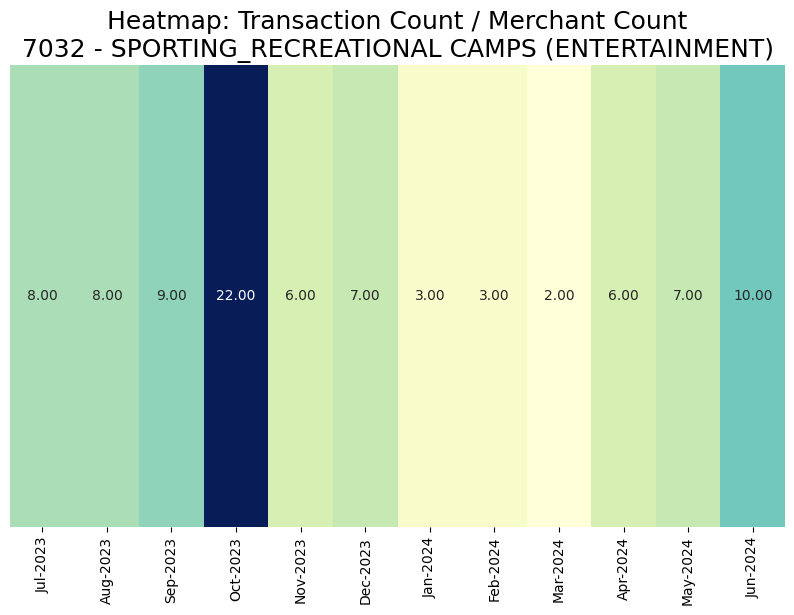 Heatmap: Transaction Count / Merchant Count
7032 - SPORTING_RECREATIONAL CAMPS (ENTERTAINMENT)
8.00 8.00 9.00 22.00 6.00 7.00 3.00 3.00 2.00 6.00 7.00 10.00
Jul-2023 Aug-2023 Sep-2023 Oct-2023 Nov-2023 Dec-2023 Jan-2024 Feb-2024 Mar-2024 Apr-2024 May-2024 Jun-2024